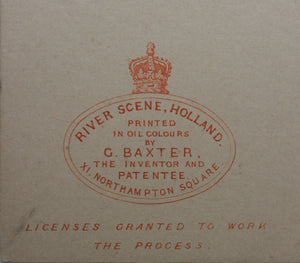 RIVER SCENE, HOLLAND.
PRINTED
IN OIL COLOURS
BY
G. BAXTER,
THE INVENTOR AND
PATENTEE.
XI, NORTHAMPTON SQUARE.
LICENSES GRANTED TO WORK
THE PROCESS.